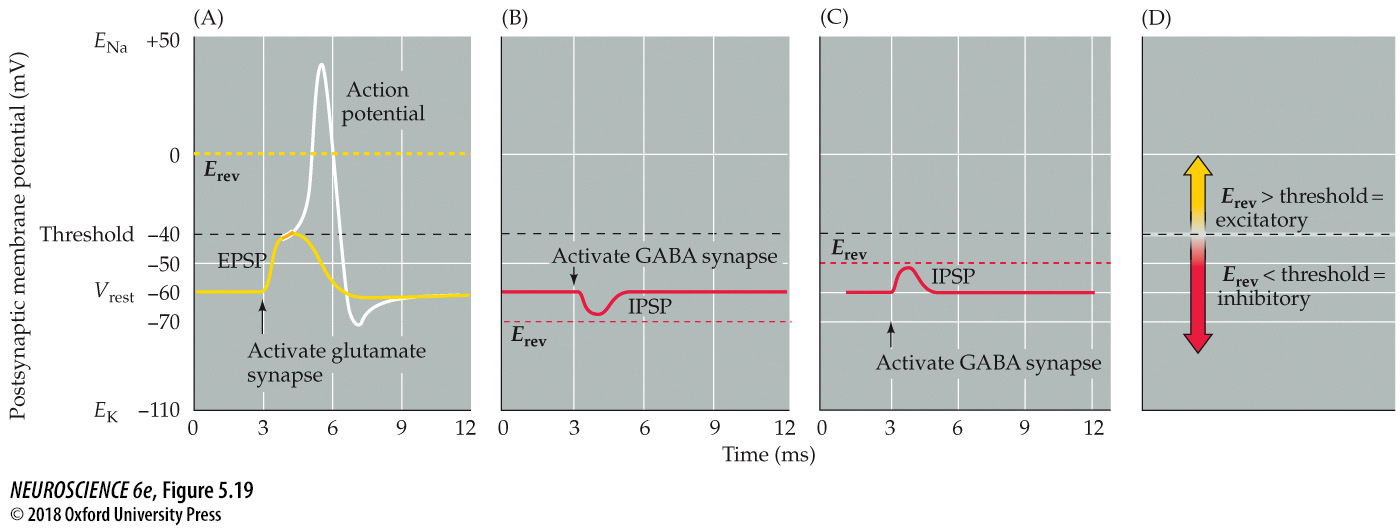 (A)
(B)
(C)
(D)
Postsynaptic membrane potential (mV)
E_Na +50
0
Threshold –40
–50
V_rest –60
–70
E_K –110
Action
potential
E_rev
EPSP
Activate glutamate
synapse
0 3 6 9 12
Activate GABA synapse
IPSP
E_rev
0 3 6 9 12
E_rev
IPSP
Activate GABA synapse
0 3 6 9 12
E_rev > threshold =
excitatory
E_rev < threshold =
inhibitory
Time (ms)
NEUROSCIENCE 6e, Figure 5.19
© 2018 Oxford University Press